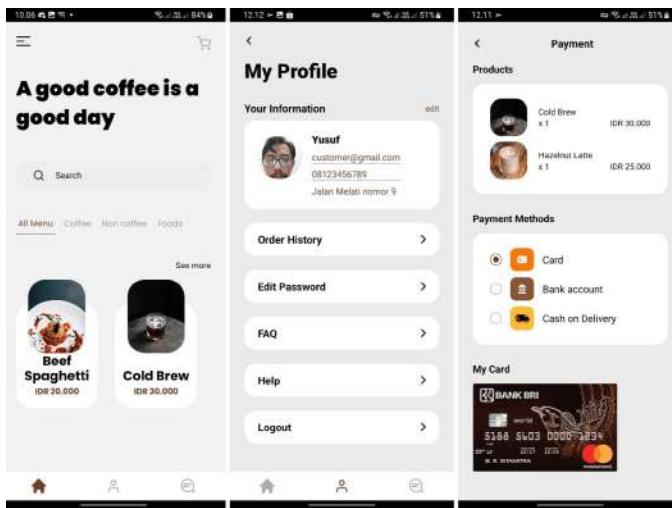 10.06
84%
A good coffee is a
good day
Search
All Menu Coffee Non coffee Foods
See more
Beef
Spaghetti
IDR 20.000
Cold Brew
IDR 30.000
12.12
51%
My Profile
Your Information
edit
Yusuf
customer@gmail.com
08123456789
Jalan Melati nomor 9
Order History
Edit Password
FAQ
Help
Logout
12.11
51%
Payment
Products
Cold Brew
x 1
IDR 30.000
Hazelnut Latte
x 1
IDR 25.000
Payment Methods
Card
Bank account
Cash on Delivery
My Card
BANK BRI
world
5188 5603 0000 1234